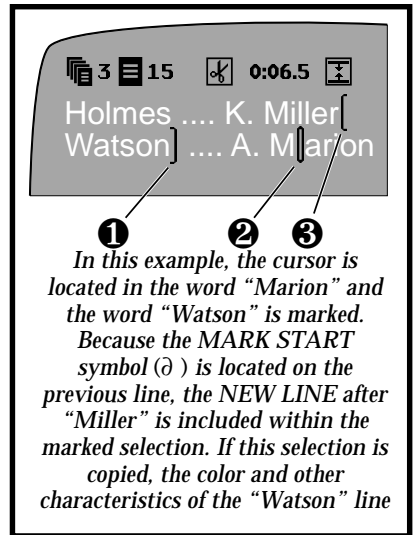 3 15 0:06.5
Holmes .... K. Miller[
Watson] .... A. Marion
❶ ❷ ❸
In this example, the cursor is
located in the word “Marion” and
the word “Watson” is marked.
Because the MARK START
symbol (∂ ) is located on the
previous line, the NEW LINE after
“Miller” is included within the
marked selection. If this selection is
copied, the color and other
characteristics of the “Watson” line